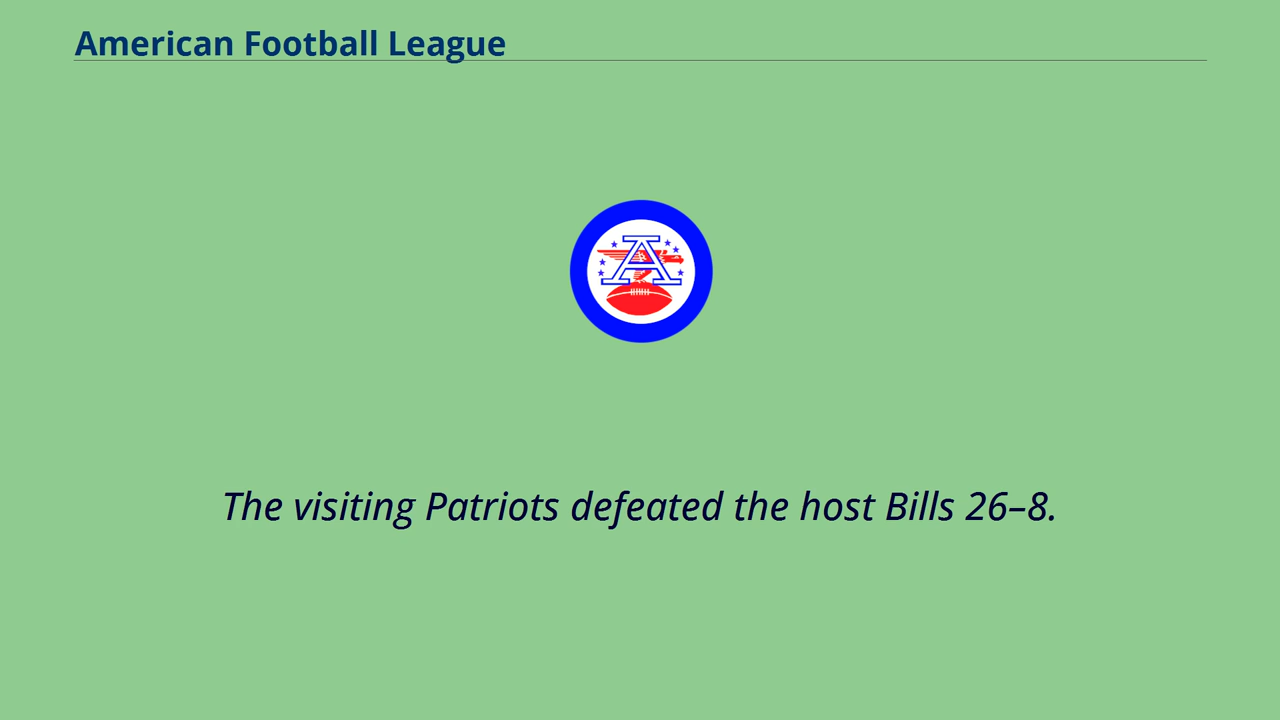 American Football League
A
The visiting Patriots defeated the host Bills 26–8.